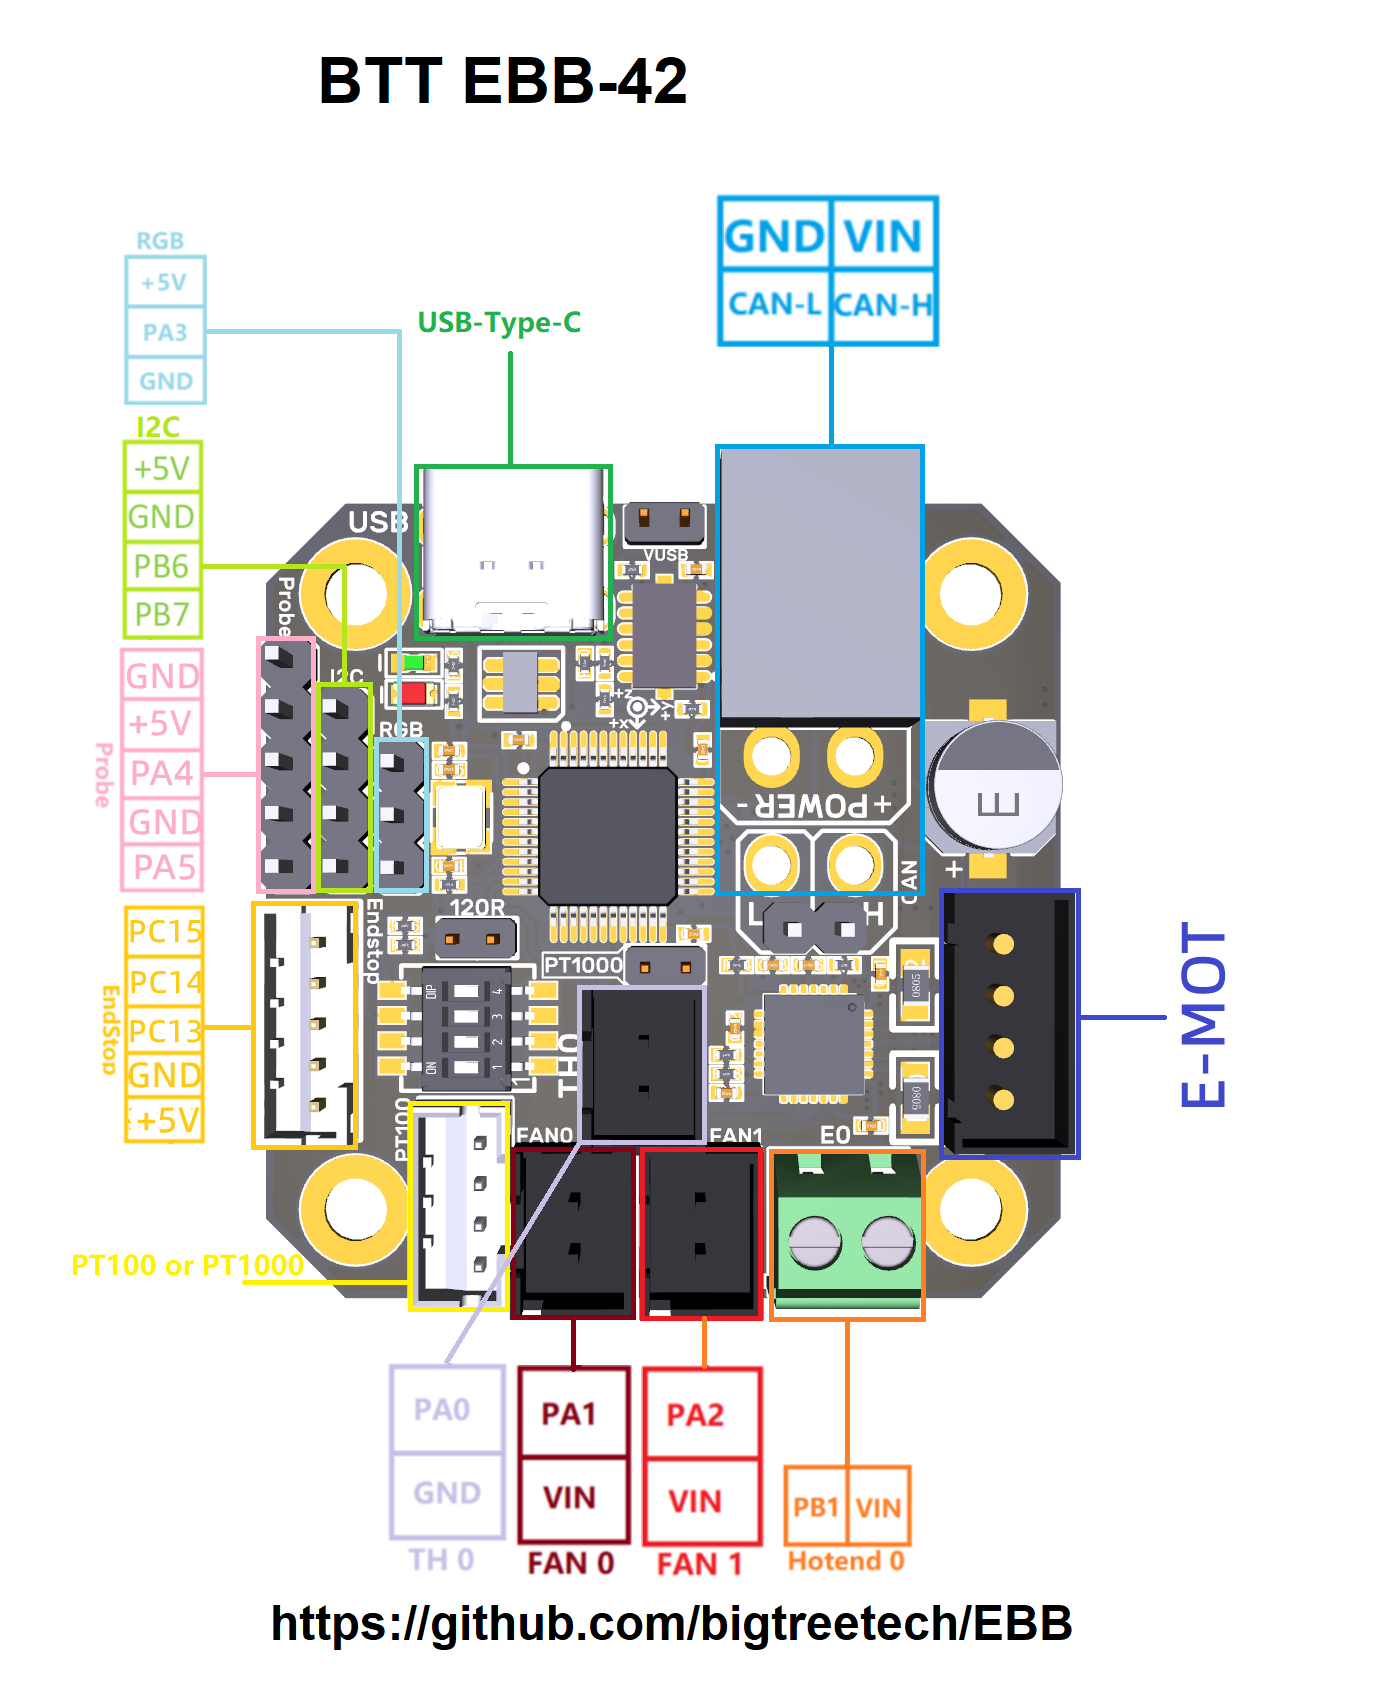 BTT EBB-42
GND VIN
CAN-L CAN-H
RGB
+5V
PA3
GND
USB-Type-C
I2C
+5V
GND
PB6
PB7
USB
VUSB
Probe
I2C
RGB
GND
+5V
PA4
GND
PA5
Probe
+z
+x
+y
- POWER +
E
+
CAN
L H
120R
PT1000
Endstop
PC15
PC14
PC13
GND
+5V
EndStop
DIP
ON
4
3
2
1
1
TH0
0805
0805
E-MOT
PT100
FAN0
FAN1
E0
PT100 or PT1000
PA0
GND
TH 0
PA1
VIN
FAN 0
PA2
VIN
FAN 1
PB1 VIN
Hotend 0
https://github.com/bigtreetech/EBB